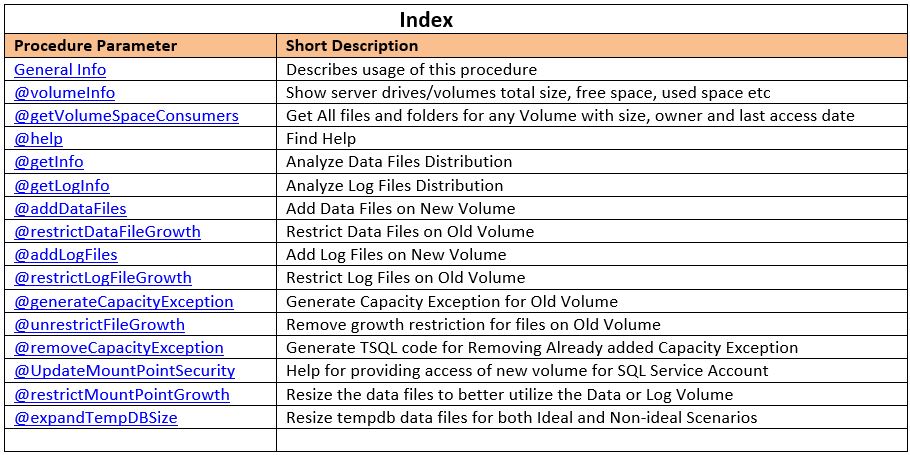 Index
Procedure Parameter Short Description
General Info Describes usage of this procedure
@volumeInfo Show server drives/volumes total size, free space, used space etc
@getVolumeSpaceConsumers Get All files and folders for any Volume with size, owner and last access date
@help Find Help
@getInfo Analyze Data Files Distribution
@getLogInfo Analyze Log Files Distribution
@addDataFiles Add Data Files on New Volume
@restrictDataFileGrowth Restrict Data Files on Old Volume
@addLogFiles Add Log Files on New Volume
@restrictLogFileGrowth Restrict Log Files on Old Volume
@generateCapacityException Generate Capacity Exception for Old Volume
@unrestrictFileGrowth Remove growth restriction for files on Old Volume
@removeCapacityException Generate TSQL code for Removing Already added Capacity Exception
@UpdateMountPointSecurity Help for providing access of new volume for SQL Service Account
@restrictMountPointGrowth Resize the data files to better utilize the Data or Log Volume
@expandTempDBSize Resize tempdb data files for both Ideal and Non-ideal Scenarios